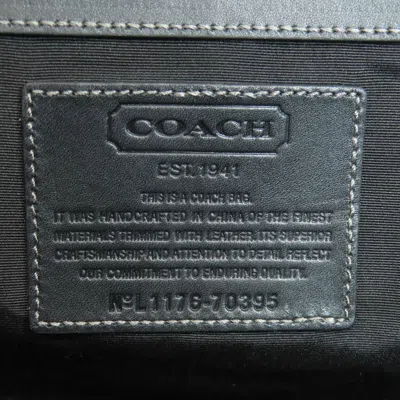 COACH
EST. 1941
THIS IS A COACH BAG.
IT WAS HANDCRAFTED IN CHINA OF THE FINEST
MATERIALS TRIMMED WITH LEATHER. ITS SUPERIOR
CRAFTSMANSHIP AND ATTENTION TO DETAIL REFLECT
OUR COMMITMENT TO ENDURING QUALITY.
Nº L1176-70395